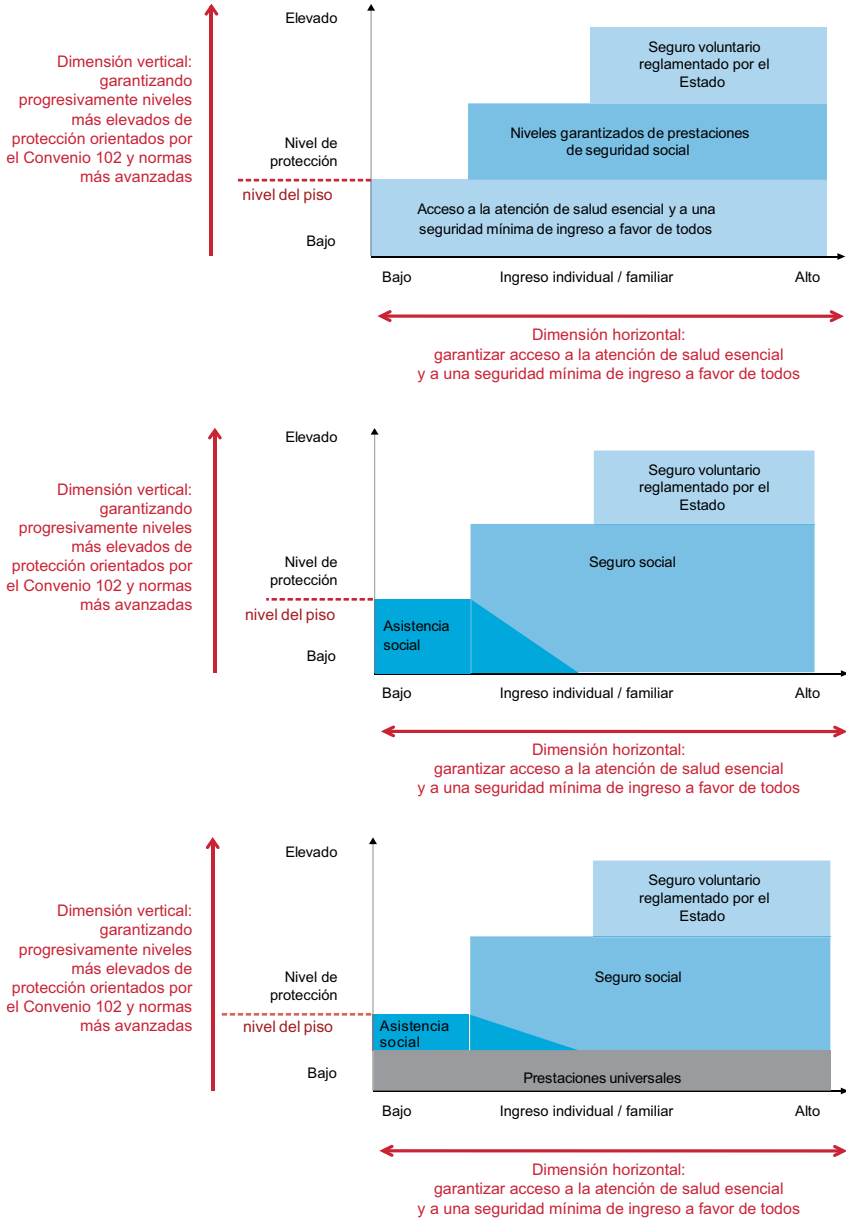 Elevado
Dimensión vertical:
garantizando
progresivamente niveles
más elevados de
protección orientados por
el Convenio 102 y normas
más avanzadas
Seguro voluntario
reglamentado por el
Estado
Nivel de
protección
Niveles garantizados de prestaciones
de seguridad social
nivel del piso
Acceso a la atención de salud esencial y a una
seguridad mínima de ingreso a favor de todos
Bajo
Bajo
Ingreso individual / familiar
Alto
Dimensión horizontal:
garantizar acceso a la atención de salud esencial
y a una seguridad mínima de ingreso a favor de todos
Elevado
Dimensión vertical:
garantizando
progresivamente niveles
más elevados de
protección orientados por
el Convenio 102 y normas
más avanzadas
Seguro voluntario
reglamentado por el
Estado
Nivel de
protección
Seguro social
nivel del piso
Asistencia
social
Bajo
Bajo
Ingreso individual / familiar
Alto
Dimensión horizontal:
garantizar acceso a la atención de salud esencial
y a una seguridad mínima de ingreso a favor de todos
Elevado
Dimensión vertical:
garantizando
progresivamente niveles
más elevados de
protección orientados por
el Convenio 102 y normas
más avanzadas
Seguro voluntario
reglamentado por el
Estado
Nivel de
protección
Seguro social
nivel del piso
Asistencia
social
Bajo
Prestaciones universales
Bajo
Ingreso individual / familiar
Alto
Dimensión horizontal:
garantizar acceso a la atención de salud esencial
y a una seguridad mínima de ingreso a favor de todos